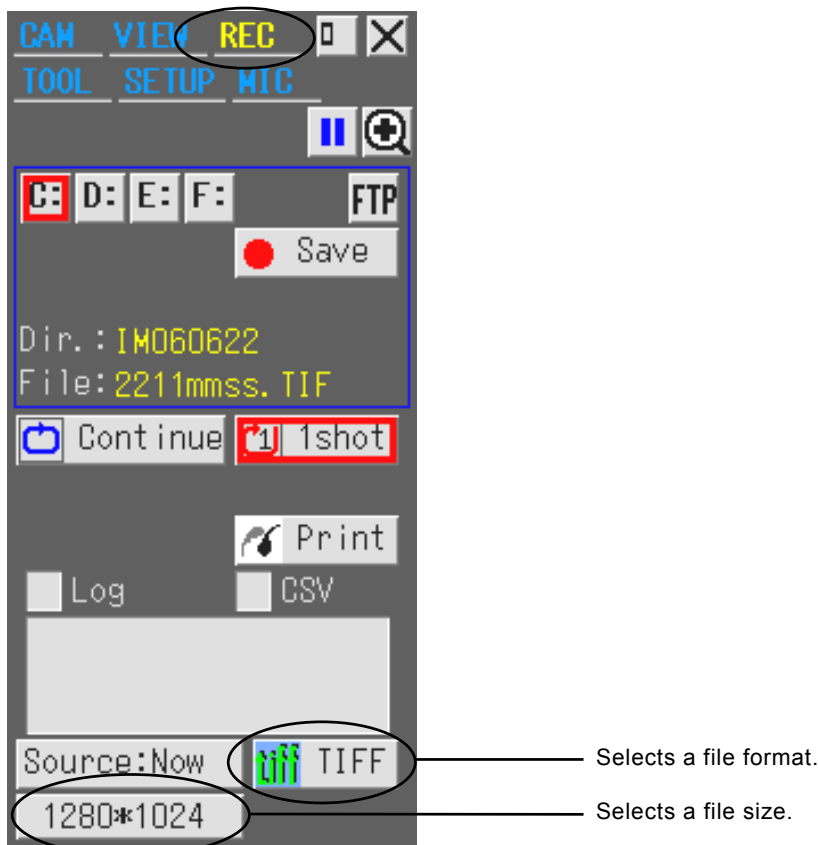 CAM VIEW REC
TOOL SETUP MIC
C: D: E: F: FTP
Save
Dir.:IM060622
File:2211mmss.TIF
Continue 1 1shot
Print
Log CSV
Source:Now tiff TIFF
Selects a file format.
1280*1024
Selects a file size.